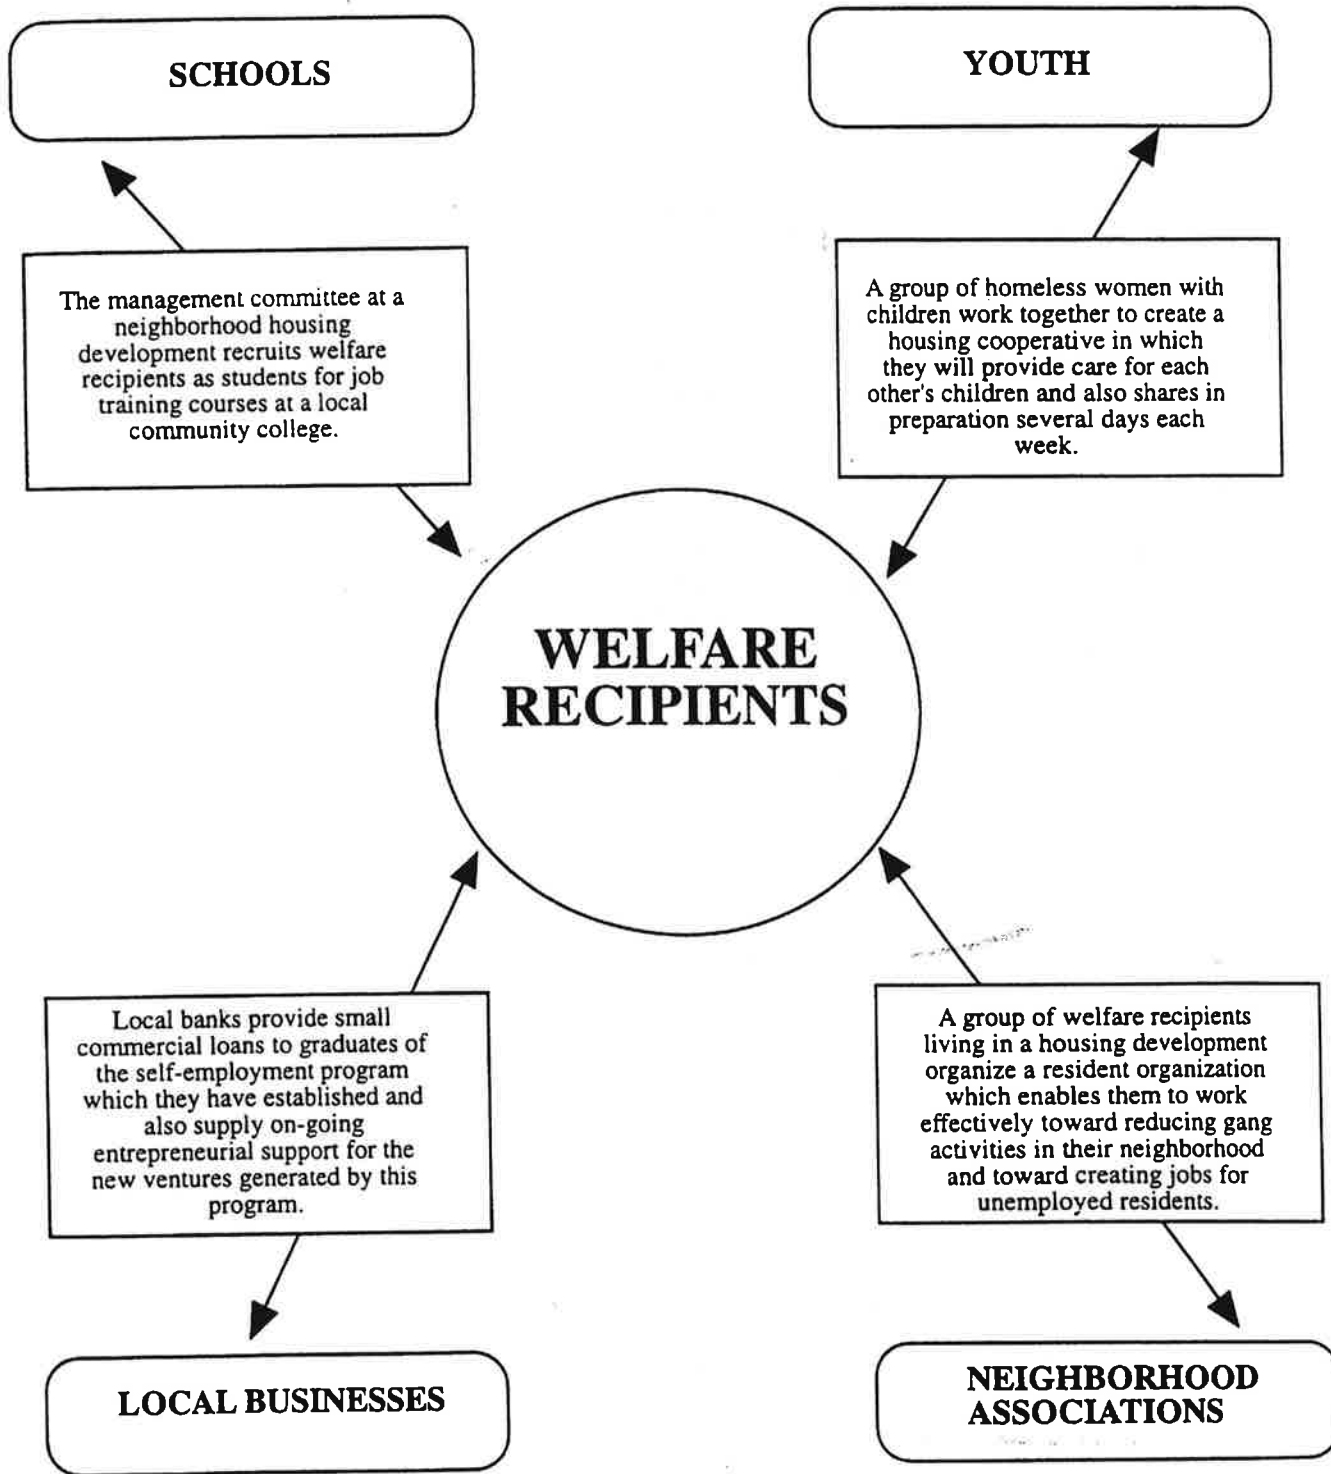 SCHOOLS
YOUTH
The management committee at a
neighborhood housing
development recruits welfare
recipients as students for job
training courses at a local
community college.
A group of homeless women with
children work together to create a
housing cooperative in which
they will provide care for each
other's children and also shares in
preparation several days each
week.
WELFARE
RECIPIENTS
Local banks provide small
commercial loans to graduates of
the self-employment program
which they have established and
also supply on-going
entrepreneurial support for the
new ventures generated by this
program.
A group of welfare recipients
living in a housing development
organize a resident organization
which enables them to work
effectively toward reducing gang
activities in their neighborhood
and toward creating jobs for
unemployed residents.
LOCAL BUSINESSES
NEIGHBORHOOD
ASSOCIATIONS